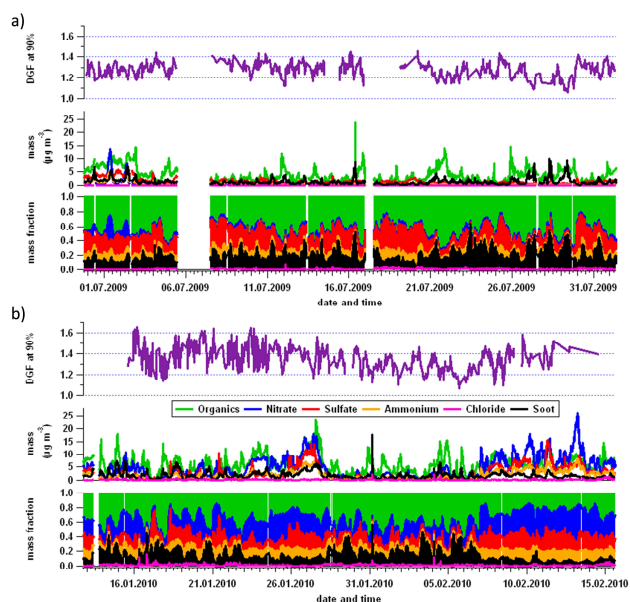 a)
DGF at 90%
1.6
1.4
1.2
1.0
mass
(µg m-3)
25
20
15
10
5
0
mass fraction
1.0
0.8
0.6
0.4
0.2
0.0
01.07.2009 6.07.2009 11.07.2009 16.07.2009 21.07.2009 26.07.2009 31.07.2009
date and time
b)
DGF at 90%
1.6
1.4
1.2
1.0
Organics Nitrate Sulfate Ammonium Chloride Soot
mass
(µg m-3)
25
20
15
10
5
0
mass fraction
1.0
0.8
0.6
0.4
0.2
0.0
16.01.2010 21.01.2010 26.01.2010 31.01.2010 05.02.2010 10.02.2010 15.02.2010
date and time